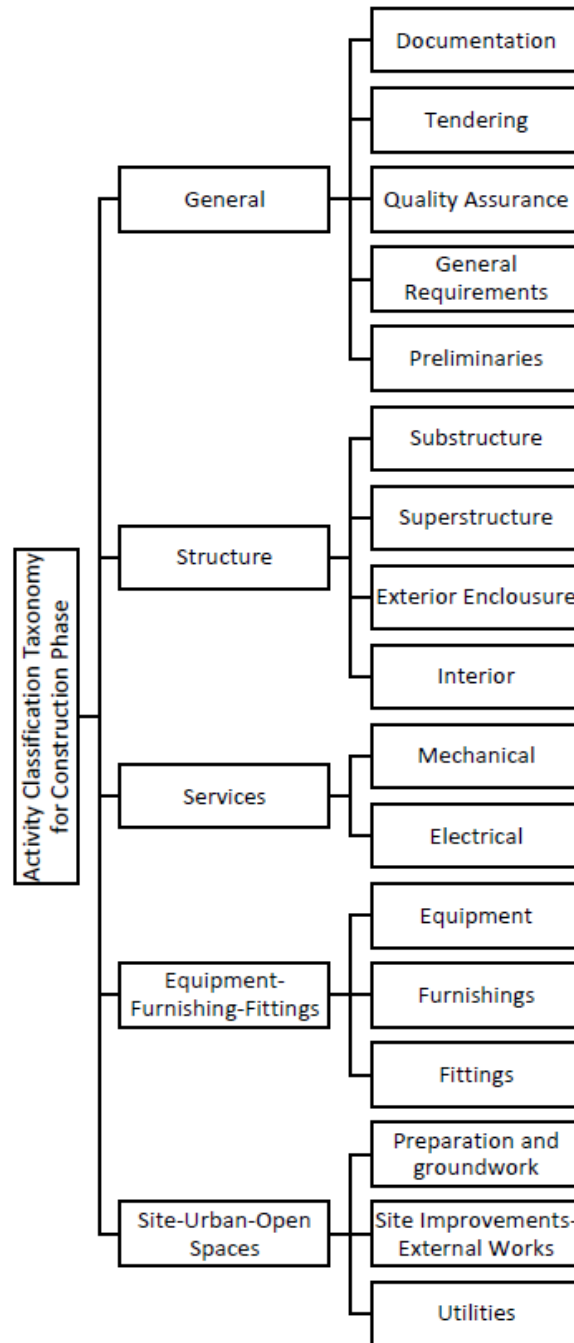 Activity Classification Taxonomy
for Construction Phase
General
Documentation
Tendering
Quality Assurance
General
Requirements
Preliminaries
Structure
Substructure
Superstructure
Exterior Enclousure
Interior
Services
Mechanical
Electrical
Equipment-
Furnishing-Fittings
Equipment
Furnishings
Fittings
Site-Urban-Open
Spaces
Preparation and
groundwork
Site Improvements-
External Works
Utilities